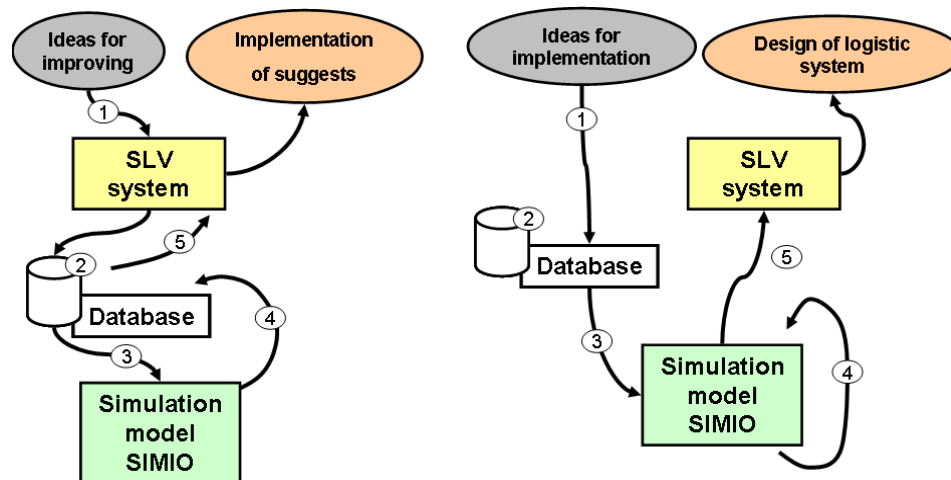 Ideas for
improving
Implementation
of suggests
1
SLV
system
5
2
Database
4
3
Simulation
model
SIMIO
Ideas for
implementation
Design of logistic
system
1
SLV
system
2
Database
5
3
Simulation
model
SIMIO
4